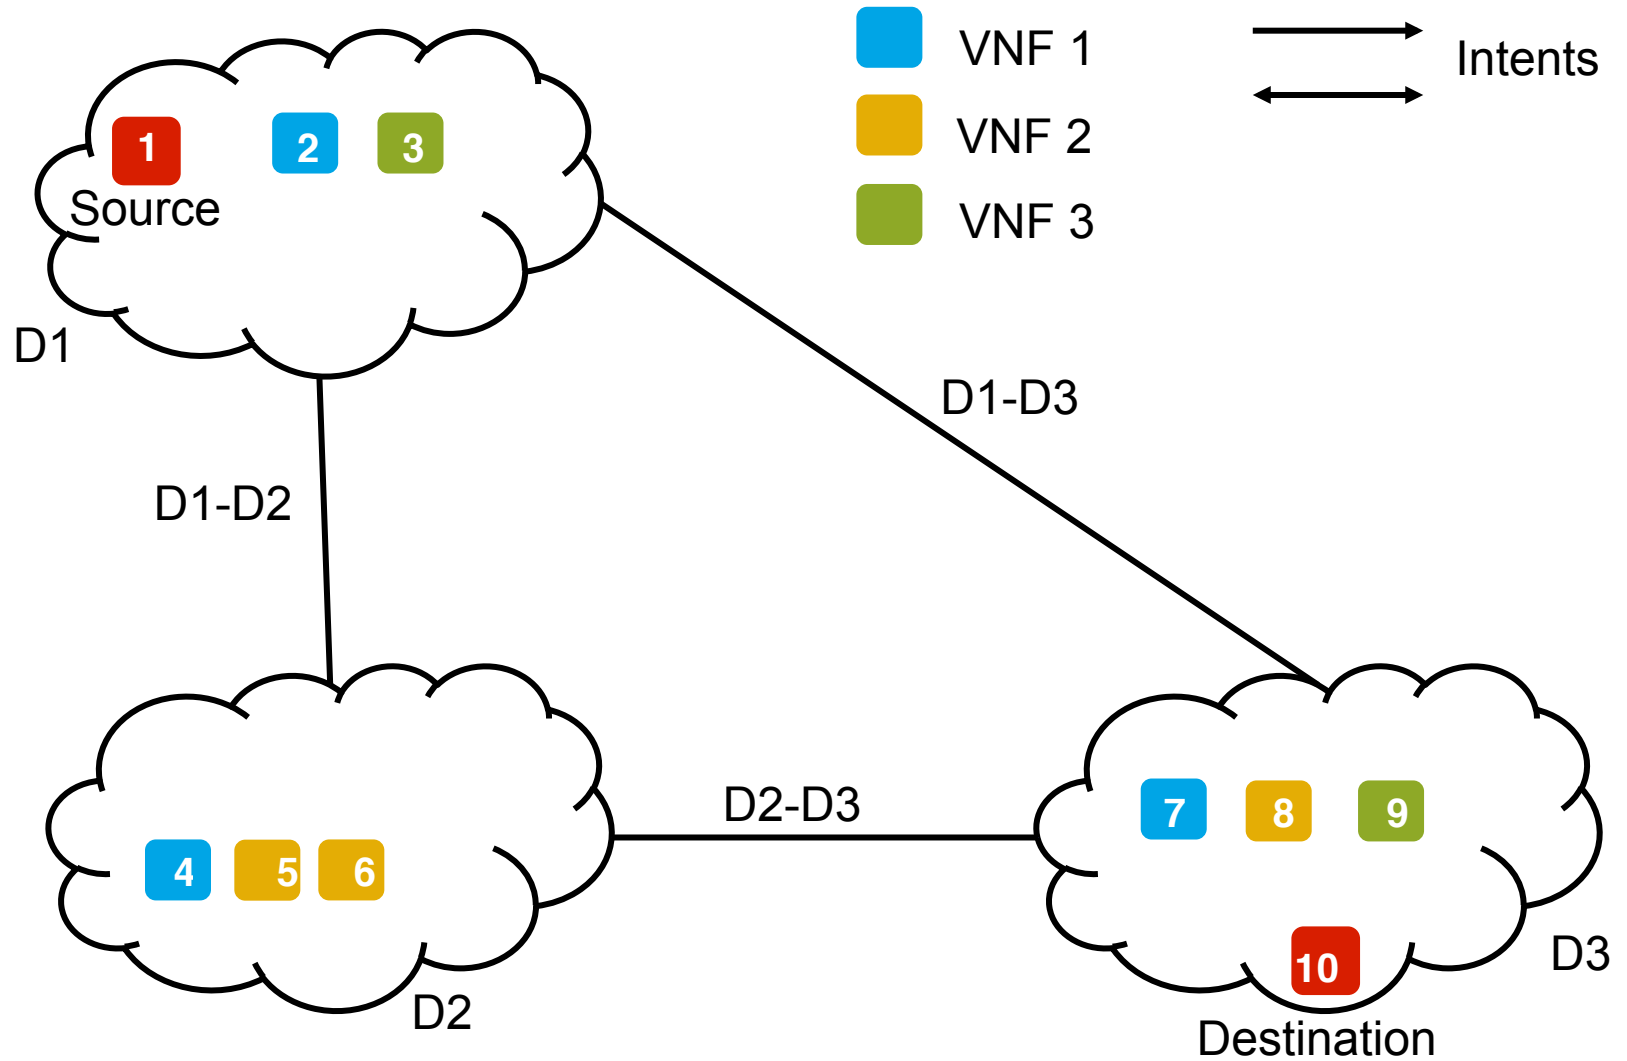 VNF 1
Intents
VNF 2
VNF 3
1
2
3
Source
D1
D1-D3
D1-D2
D2-D3
4
5
6
7
8
9
10
D3
D2
Destination